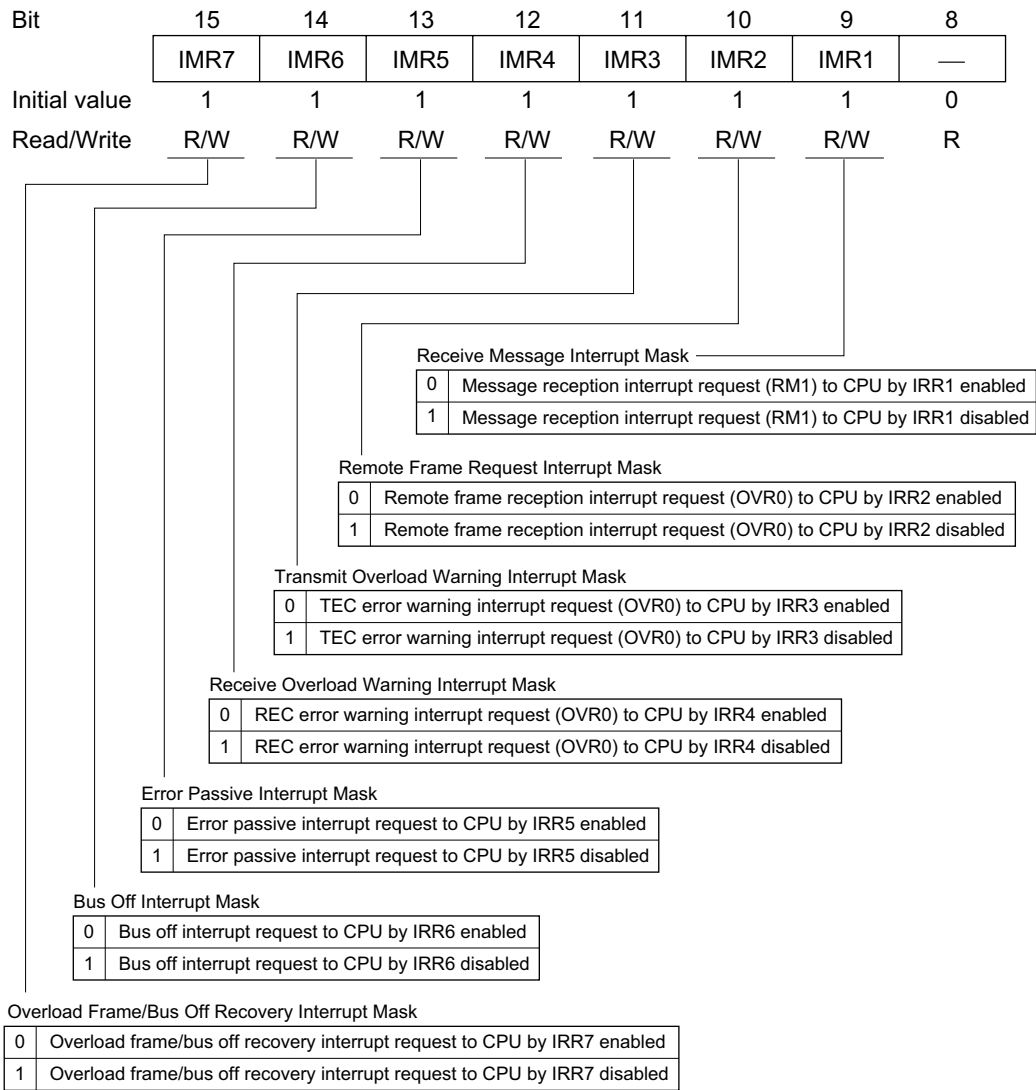 Bit 15 14 13 12 11 10 9 8
IMR7 IMR6 IMR5 IMR4 IMR3 IMR2 IMR1 —
Initial value 1 1 1 1 1 1 1 0
Read/Write R/W R/W R/W R/W R/W R/W R/W R
Receive Message Interrupt Mask
0 Message reception interrupt request (RM1) to CPU by IRR1 enabled
1 Message reception interrupt request (RM1) to CPU by IRR1 disabled
Remote Frame Request Interrupt Mask
0 Remote frame reception interrupt request (OVR0) to CPU by IRR2 enabled
1 Remote frame reception interrupt request (OVR0) to CPU by IRR2 disabled
Transmit Overload Warning Interrupt Mask
0 TEC error warning interrupt request (OVR0) to CPU by IRR3 enabled
1 TEC error warning interrupt request (OVR0) to CPU by IRR3 disabled
Receive Overload Warning Interrupt Mask
0 REC error warning interrupt request (OVR0) to CPU by IRR4 enabled
1 REC error warning interrupt request (OVR0) to CPU by IRR4 disabled
Error Passive Interrupt Mask
0 Error passive interrupt request to CPU by IRR5 enabled
1 Error passive interrupt request to CPU by IRR5 disabled
Bus Off Interrupt Mask
0 Bus off interrupt request to CPU by IRR6 enabled
1 Bus off interrupt request to CPU by IRR6 disabled
Overload Frame/Bus Off Recovery Interrupt Mask
0 Overload frame/bus off recovery interrupt request to CPU by IRR7 enabled
1 Overload frame/bus off recovery interrupt request to CPU by IRR7 disabled